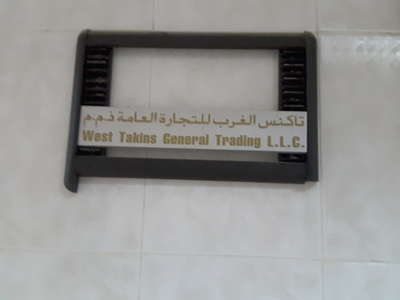 تاكنس الغرب للتجارة العامة ذ.م.م
West Takins General Trading L.L.C.